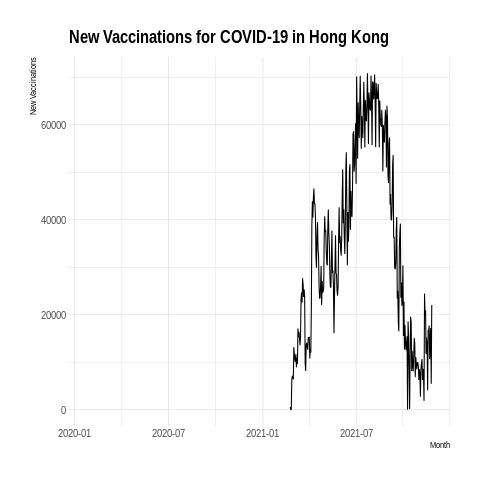 New Vaccinations for COVID-19 in Hong Kong
New Vaccinations
60000
40000
20000
0
2020-01 2020-07 2021-01 2021-07
Month